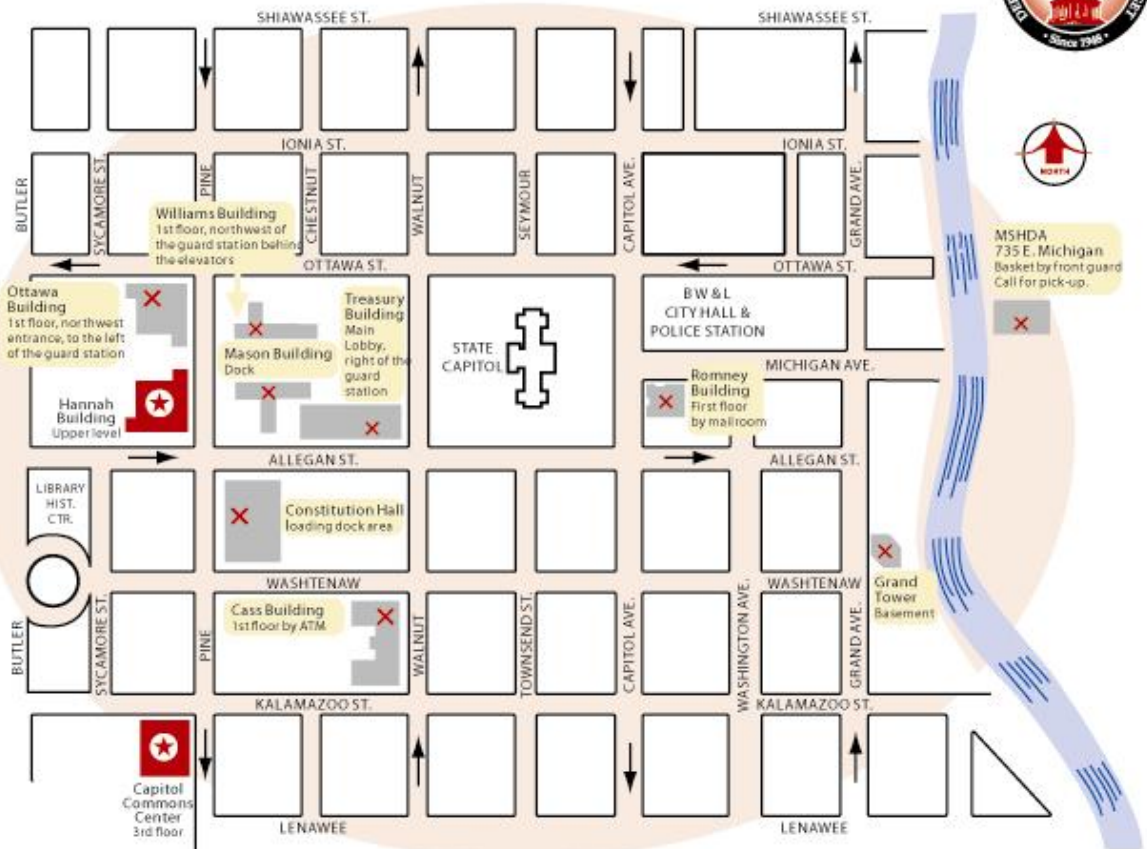 SHIAWASSEE ST.
SHIAWASSEE ST.
Since 1948
IONIA ST.
IONIA ST.
NORTH
BUTLER
SYCAMORE ST.
PINE
CHESTNUT
WALNUT
SEYMOUR
CAPITOL AVE.
GRAND AVE.
Williams Building
1st floor, northwest of
the guard station behind
the elevators
MSHDA
735 E. Michigan
Basket by front guard
Call for pick-up.
OTTAWA ST.
OTTAWA ST.
Ottawa
Building
1st floor, northwest
entrance, to the left
of the guard station
Treasury
Building
Main
Lobby,
right of the
guard
station
Mason Building
Dock
STATE
CAPITOL
BW&L
CITY HALL &
POLICE STATION
MICHIGAN AVE.
Romney
Building
First floor
by mailroom
Hannah
Building
Upper level
ALLEGAN ST.
ALLEGAN ST.
LIBRARY
HIST.
CTR.
Constitution Hall
loading dock area
WASHTENAW
WASHTENAW
Grand
Tower
Basement
Cass Building
1st floor by ATM
BUTLER
SYCAMORE ST.
PINE
WALNUT
TOWNSEND ST.
CAPITOL AVE.
WASHINGTON AVE.
GRAND AVE.
KALAMAZOO ST.
KALAMAZOO ST.
Capitol
Commons
Center
3rd floor
LENAWEE
LENAWEE